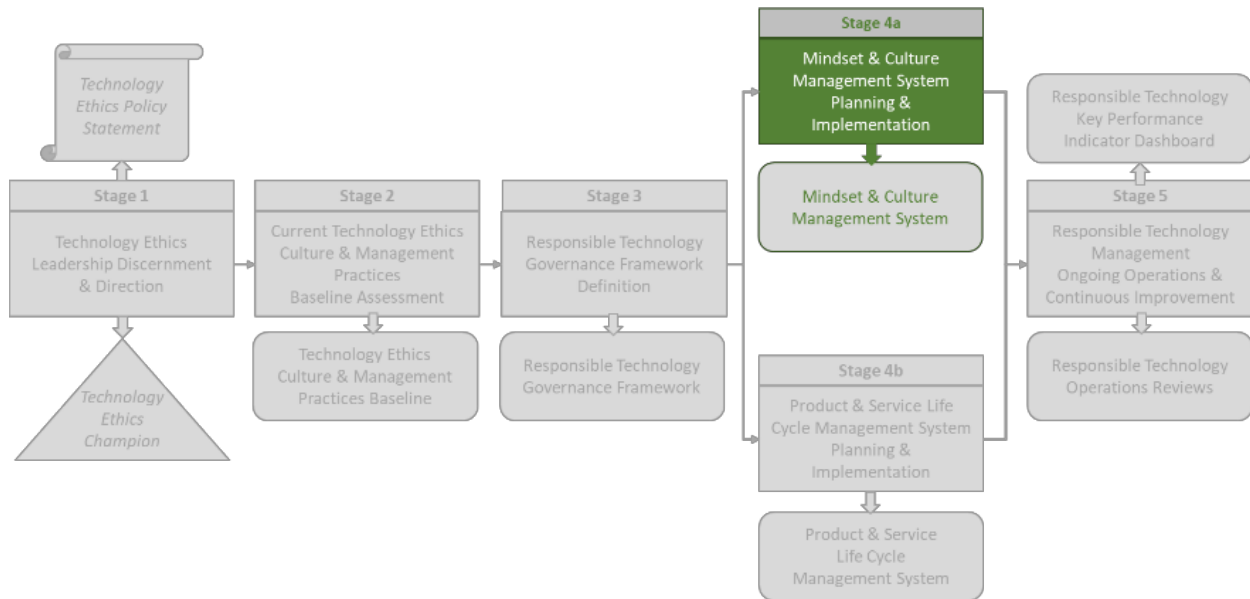 Technology
Ethics Policy
Statement
Stage 1
Technology Ethics
Leadership Discernment
& Direction
Technology
Ethics
Champion
Stage 2
Current Technology Ethics
Culture & Management
Practices
Baseline Assessment
Technology Ethics
Culture & Management
Practices Baseline
Stage 3
Responsible Technology
Governance Framework
Definition
Responsible Technology
Governance Framework
Stage 4a
Mindset & Culture
Management System
Planning &
Implementation
Mindset & Culture
Management System
Stage 4b
Product & Service Life
Cycle Management System
Planning &
Implementation
Product & Service
Life Cycle
Management System
Responsible Technology
Key Performance
Indicator Dashboard
Stage 5
Responsible Technology
Management
Ongoing Operations &
Continuous Improvement
Responsible Technology
Operations Reviews